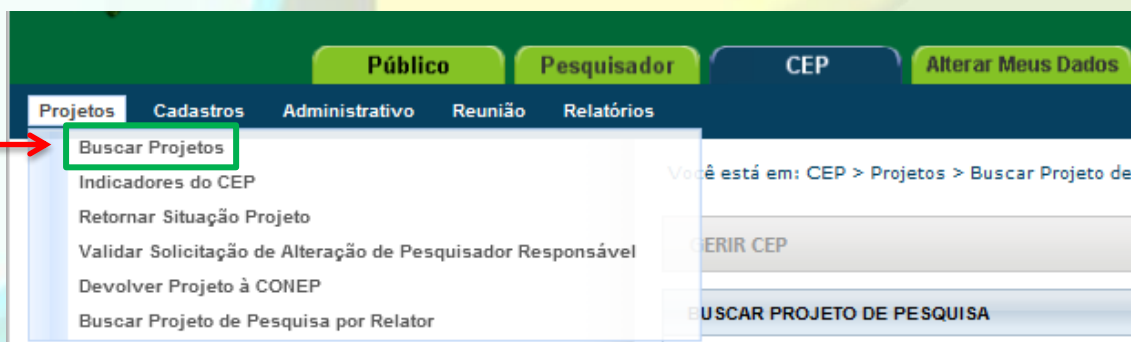 Público Pesquisador CEP Alterar Meus Dados
Projetos Cadastros Administrativo Reunião Relatórios
Buscar Projetos
Indicadores do CEP
Você está em: CEP > Projetos > Buscar Projeto de
Retornar Situação Projeto
Validar Solicitação de Alteração de Pesquisador Responsável
GERIR CEP
Devolver Projeto à CONEP
Buscar Projeto de Pesquisa por Relator
BUSCAR PROJETO DE PESQUISA